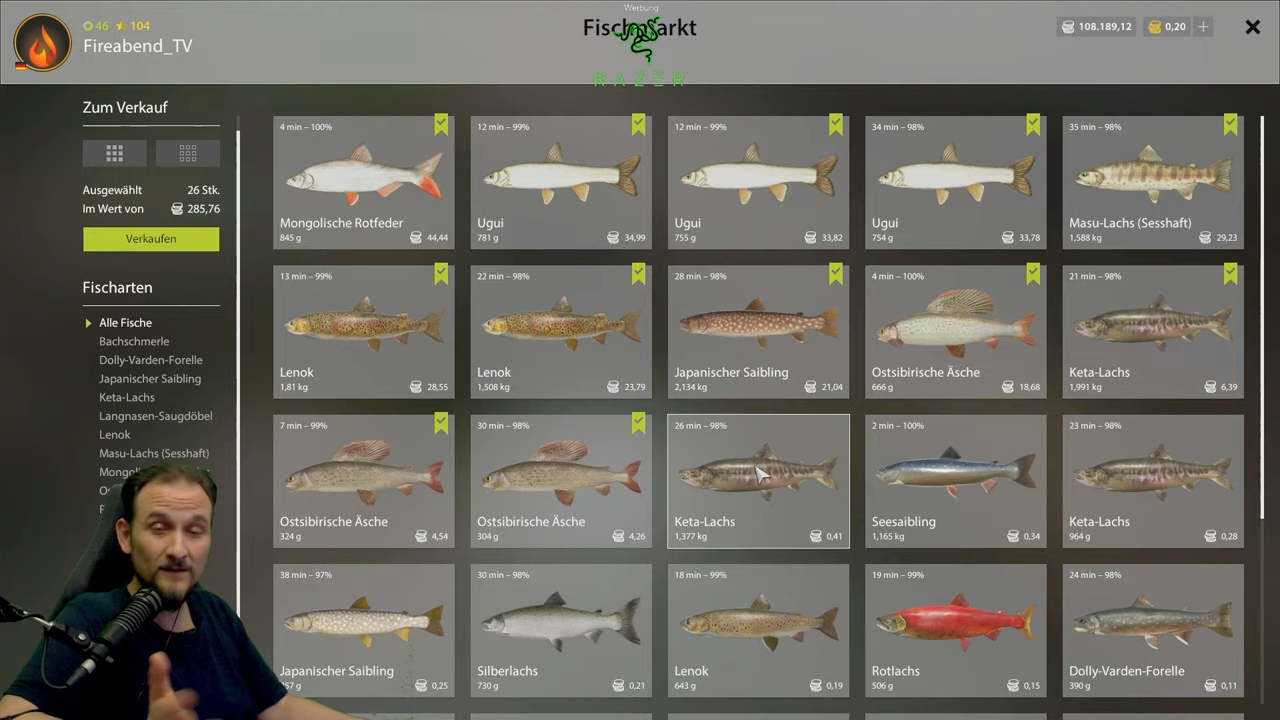 Werbung
Fischmarkt
RAZER
46 104
Fireabend_TV
108.189,12
0,20
Zum Verkauf
Ausgewählt 26 Stk.
Im Wert von 285,76
Verkaufen
Fischarten
Alle Fische
Bachschmerle
Dolly-Varden-Forelle
Japanischer Saibling
Keta-Lachs
Langnasen-Saugdöbel
Lenok
Masu-Lachs (Sesshaft)
4 min – 100%
Mongolische Rotfeder
845 g 44,44
12 min – 99%
Ugui
781 g 34,99
12 min – 99%
Ugui
755 g 33,82
34 min – 98%
Ugui
754 g 33,78
35 min – 98%
Masu-Lachs (Sesshaft)
1,588 kg 29,23
13 min – 99%
Lenok
1,81 kg 28,55
22 min – 98%
Lenok
1,508 kg 23,79
28 min – 98%
Japanischer Saibling
2,134 kg 21,04
4 min – 100%
Ostsibirische Äsche
666 g 18,68
21 min – 98%
Keta-Lachs
1,991 kg 6,39
7 min – 99%
Ostsibirische Äsche
324 g 4,54
30 min – 98%
Ostsibirische Äsche
304 g 4,26
26 min – 98%
Keta-Lachs
1,377 kg 0,41
2 min – 100%
Seesaibling
1,165 kg 0,34
23 min – 98%
Keta-Lachs
964 g 0,28
38 min – 97%
Japanischer Saibling
0,25
30 min – 98%
Silberlachs
730 g 0,21
18 min – 99%
Lenok
643 g 0,19
19 min – 99%
Rotlachs
506 g 0,15
24 min – 98%
Dolly-Varden-Forelle
390 g 0,11